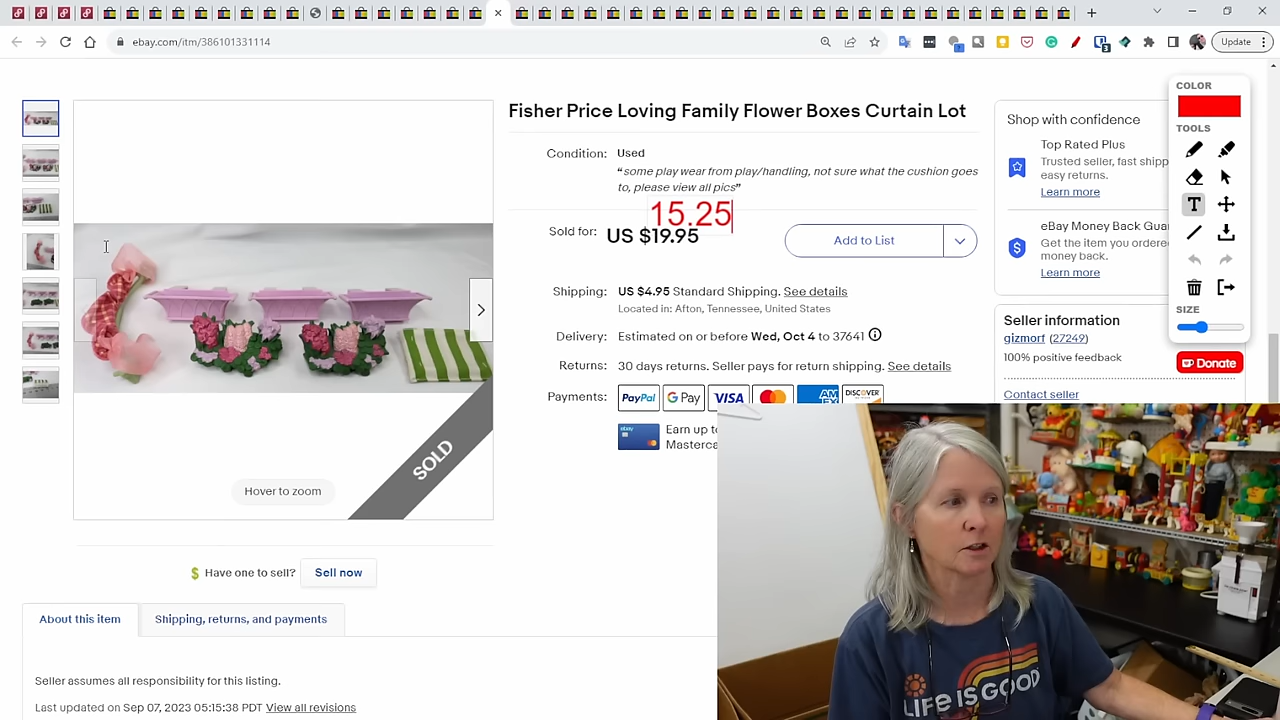 ebay.com/itm/386101331114
Update
Fisher Price Loving Family Flower Boxes Curtain Lot
Condition: Used
“some play wear from play/handling, not sure what the cushion goes
to, please view all pics”
15.25
Sold for: US $19.95
Add to List
Shipping: US $4.95 Standard Shipping. See details
Located in: Afton, Tennessee, United States
Delivery: Estimated on or before Wed, Oct 4 to 37641
Returns: 30 days returns. Seller pays for return shipping. See details
Payments: PayPal G Pay VISA AM EX DISCOVER
Earn up to
Masterca
SOLD
Hover to zoom
$ Have one to sell? Sell now
About this item
Shipping, returns, and payments
Seller assumes all responsibility for this listing.
Last updated on Sep 07, 2023 05:15:38 PDT View all revisions
Shop with confidence
Top Rated Plus
Trusted seller, fast shipp
easy returns.
Learn more
eBay Money Back Gua
Get the item you ordere
money back.
Learn more
Seller information
gizmorf (27249)
100% positive feedback
Contact seller
COLOR
TOOLS
T
SIZE
Donate
LIFE IS GOOD